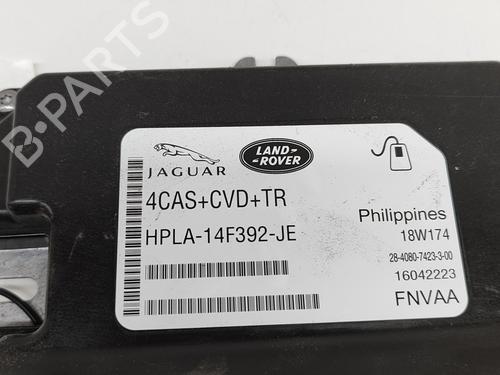 B-PARTS
JAGUAR
LAND-
-ROVER
4CAS+CVD+TR
HPLA-14F392-JE
Philippines
18W174
28-4080-7423-3-00
16042223
FNVAA